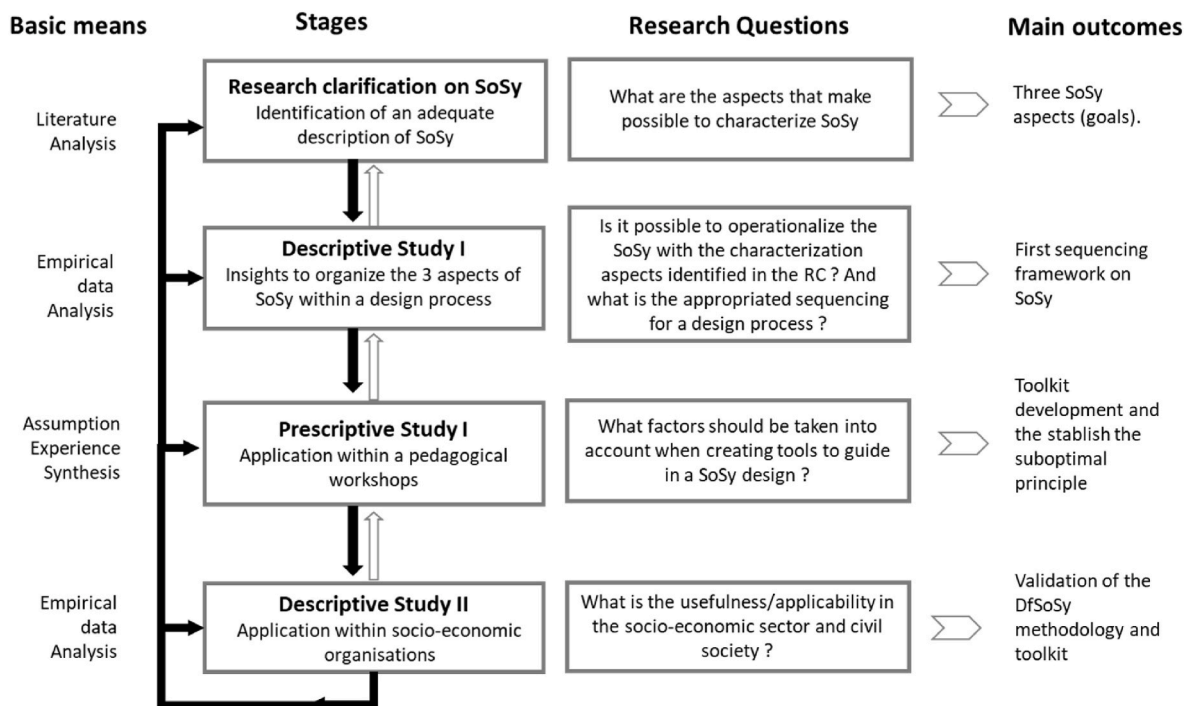 Basic means
Stages
Research Questions
Main outcomes
Literature
Analysis
Research clarification on SoSy
Identification of an adequate
description of SoSy
What are the aspects that make
possible to characterize SoSy
Three SoSy
aspects (goals).
Empirical
data
Analysis
Descriptive Study I
Insights to organize the 3 aspects of
SoSy within a design process
Is it possible to operationalize the
SoSy with the characterization
aspects identified in the RC ? And
what is the appropriated sequencing
for a design process ?
First sequencing
framework on
SoSy
Assumption
Experience
Synthesis
Prescriptive Study I
Application within a pedagogical
workshops
What factors should be taken into
account when creating tools to guide
in a SoSy design ?
Toolkit
development and
the stablish the
suboptimal
principle
Empirical
data
Analysis
Descriptive Study II
Application within socio-economic
organisations
What is the usefulness/applicability in
the socio-economic sector and civil
society ?
Validation of the
DfSoSy
methodology and
toolkit